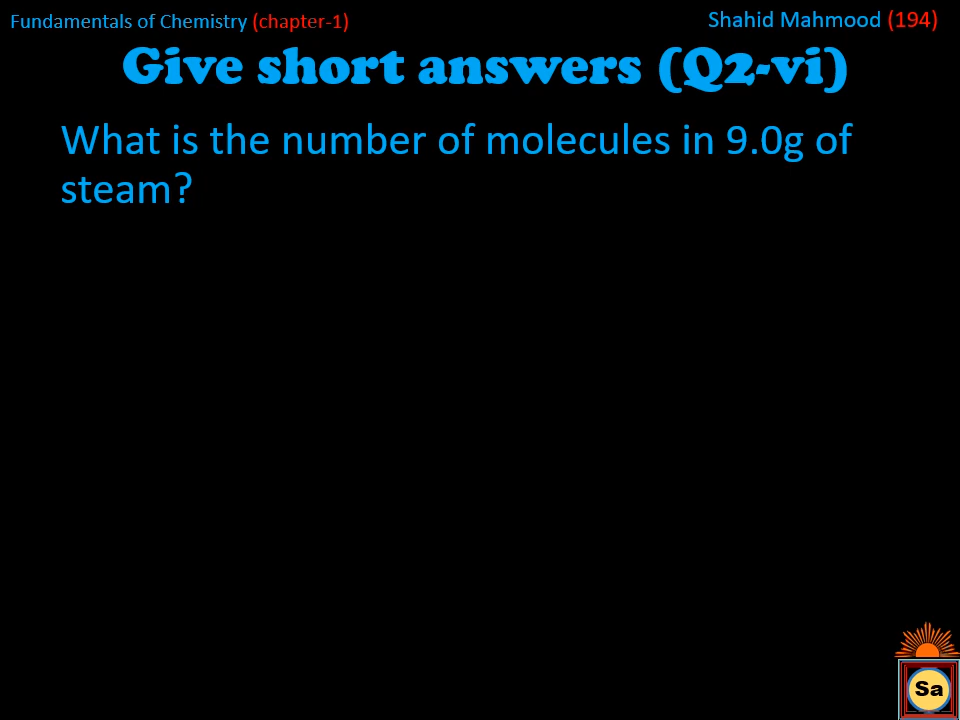 Fundamentals of Chemistry (chapter-1)
Shahid Mahmood (194)
Give short answers (Q2-vi)
What is the number of molecules in 9.0g of
steam?
Sa